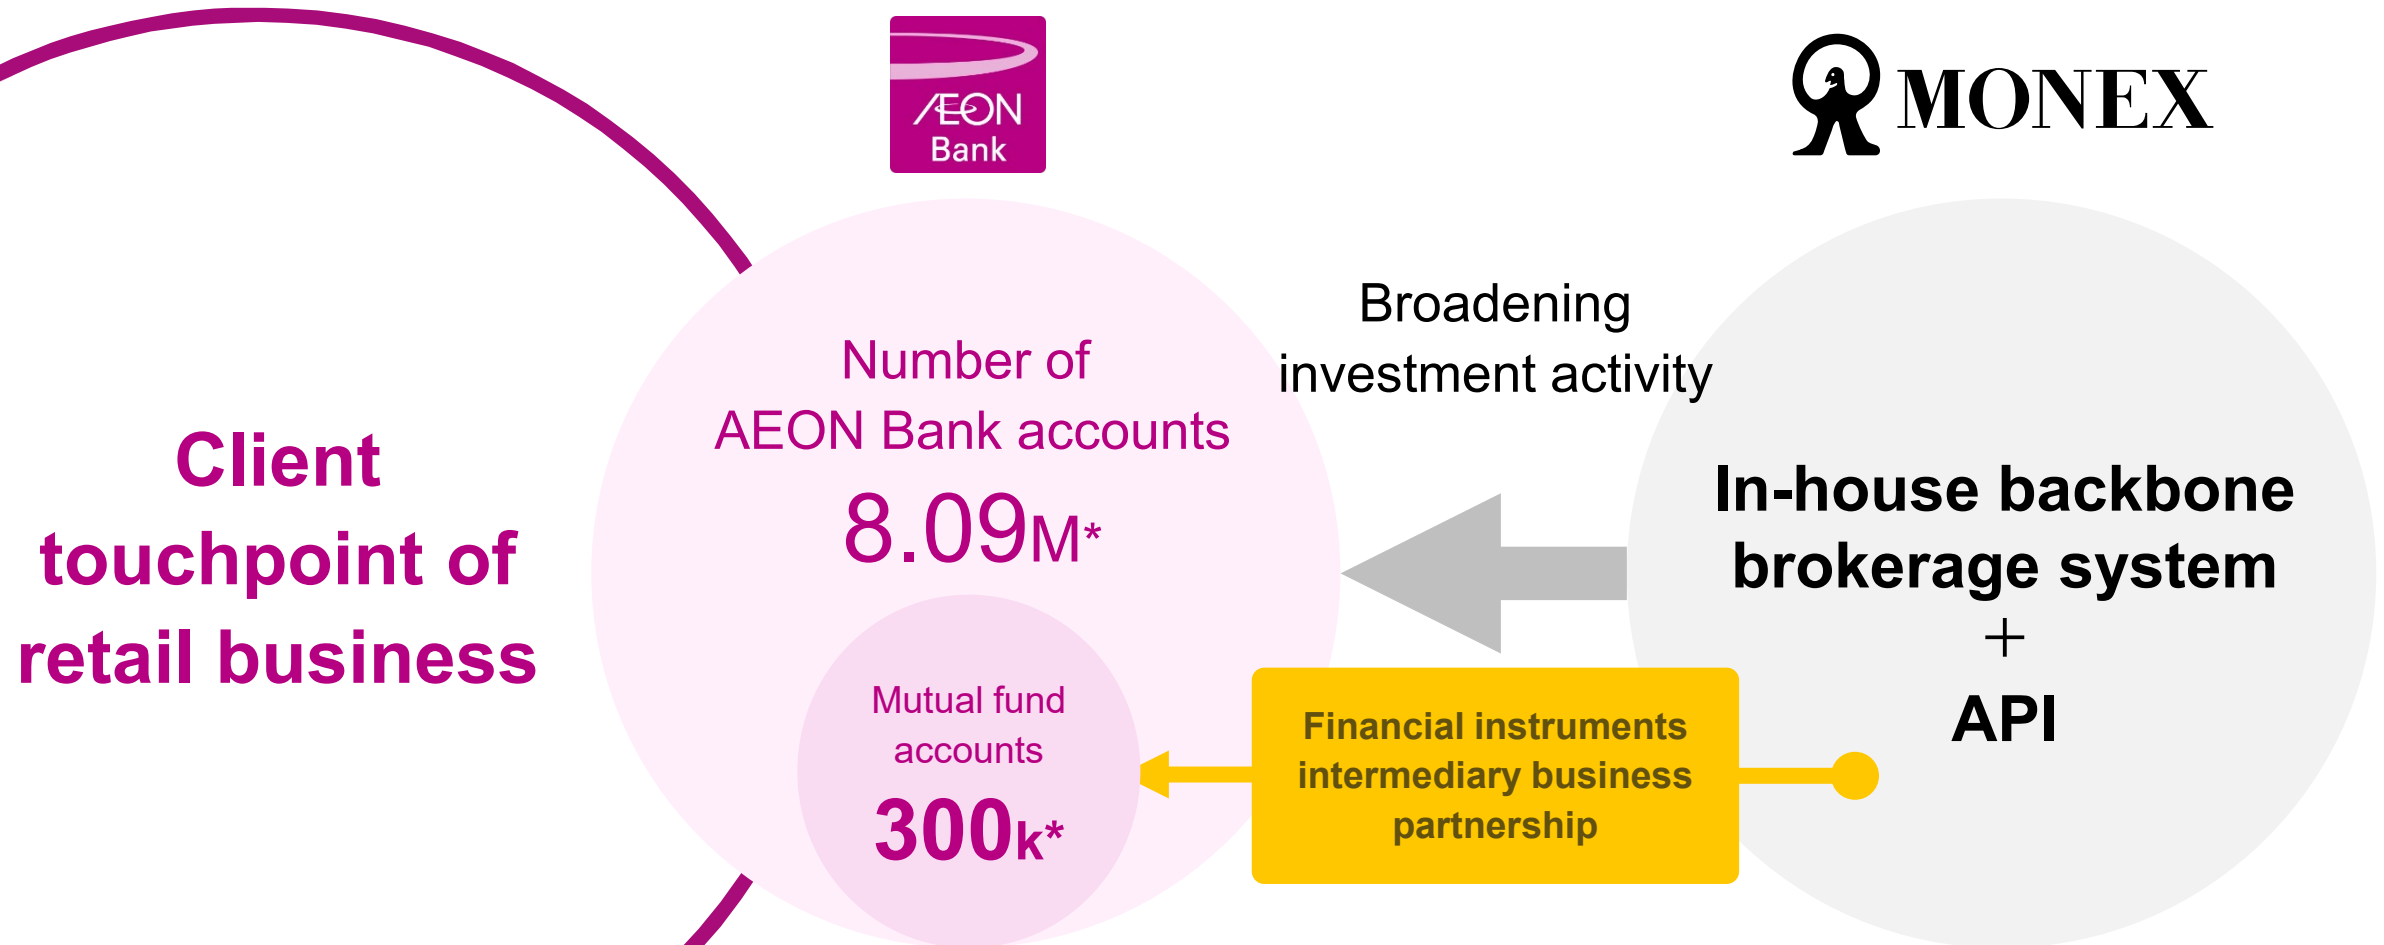 ÆON
Bank
MONEX
Client
touchpoint of
retail business
Number of
AEON Bank accounts
8.09M*
Mutual fund
accounts
300k*
Broadening
investment activity
Financial instruments
intermediary business
partnership
In-house backbone
brokerage system
+
API